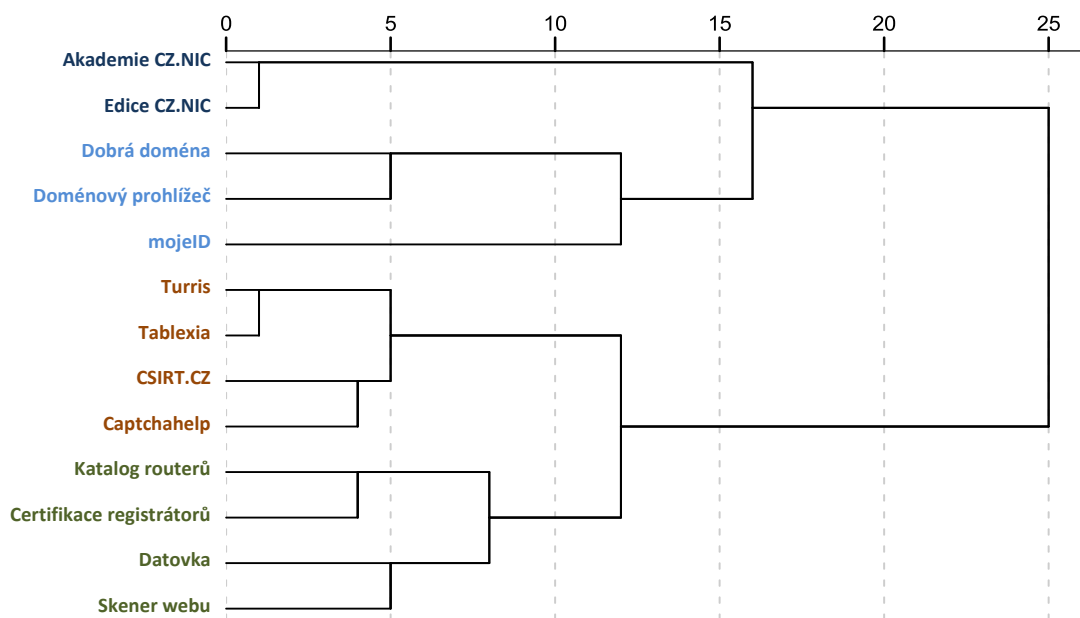 0 5 10 15 20 25
Akademie CZ.NIC
Edice CZ.NIC
Dobrá doména
Doménový prohlížeč
mojeID
Turris
Tablexia
CSIRT.CZ
Captchahelp
Katalog routerů
Certifikace registrátorů
Datovka
Skener webu